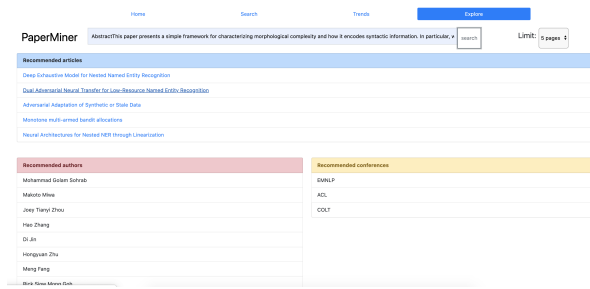 Home Search Trends Explore
PaperMiner AbstractThis paper presents a simple framework for characterizing morphological complexity and how it encodes syntactic information. In particular, w search Limit: 5 pages
Recommended articles
Deep Exhaustive Model for Nested Named Entity Recognition
Dual Adversarial Neural Transfer for Low-Resource Named Entity Recognition
Adversarial Adaptation of Synthetic or Stale Data
Monotone multi-armed bandit allocations
Neural Architectures for Nested NER through Linearization
Recommended authors
Mohammad Golam Sohrab
Makoto Miwa
Joey Tianyi Zhou
Hao Zhang
Di Jin
Hongyuan Zhu
Meng Fang
Rick Siow Mong Goh
Recommended conferences
EMNLP
ACL
COLT